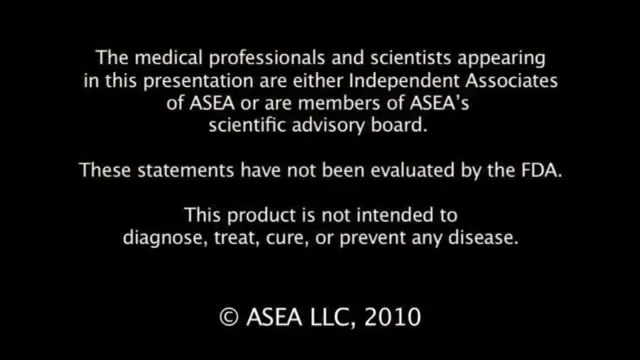 The medical professionals and scientists appearing
in this presentation are either Independent Associates
of ASEA or are members of ASEA's
scientific advisory board.
These statements have not been evaluated by the FDA.
This product is not intended to
diagnose, treat, cure, or prevent any disease.
© ASEA LLC, 2010